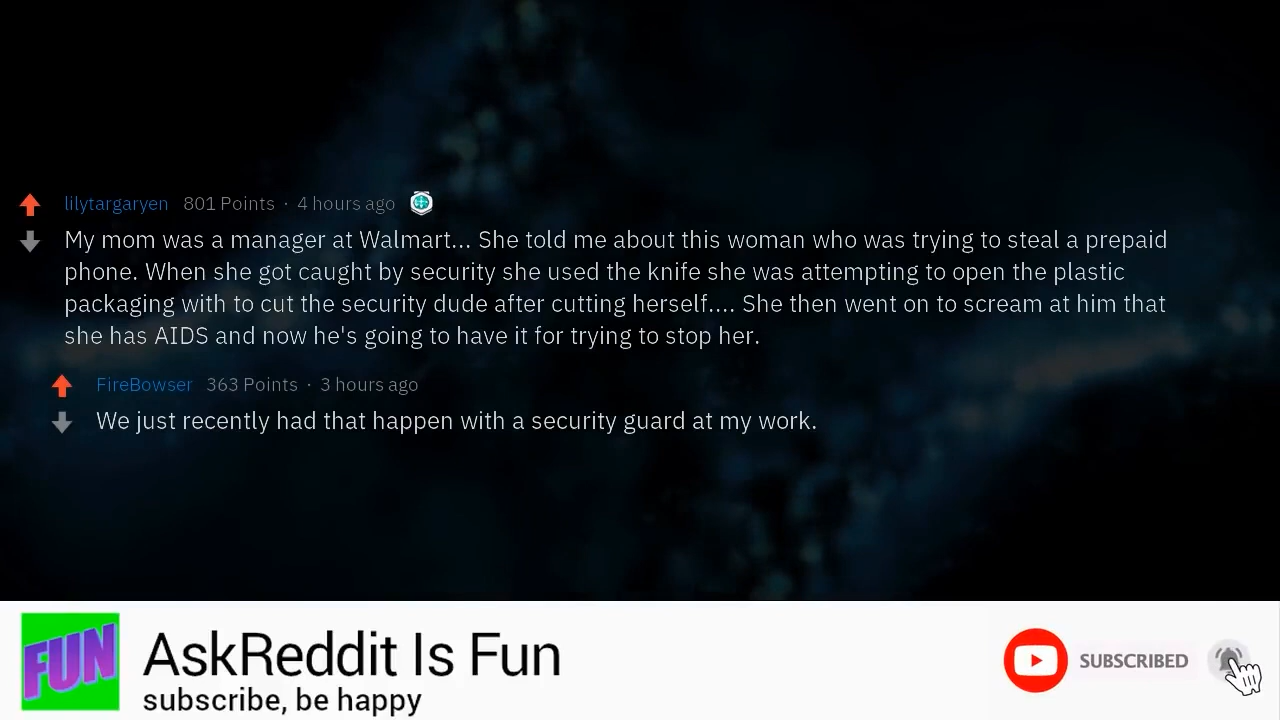 lilytargaryen 801 Points · 4 hours ago
My mom was a manager at Walmart... She told me about this woman who was trying to steal a prepaid
phone. When she got caught by security she used the knife she was attempting to open the plastic
packaging with to cut the security dude after cutting herself.... She then went on to scream at him that
she has AIDS and now he's going to have it for trying to stop her.
FireBowser 363 Points · 3 hours ago
We just recently had that happen with a security guard at my work.
FUN
AskReddit Is Fun
subscribe, be happy
SUBSCRIBED